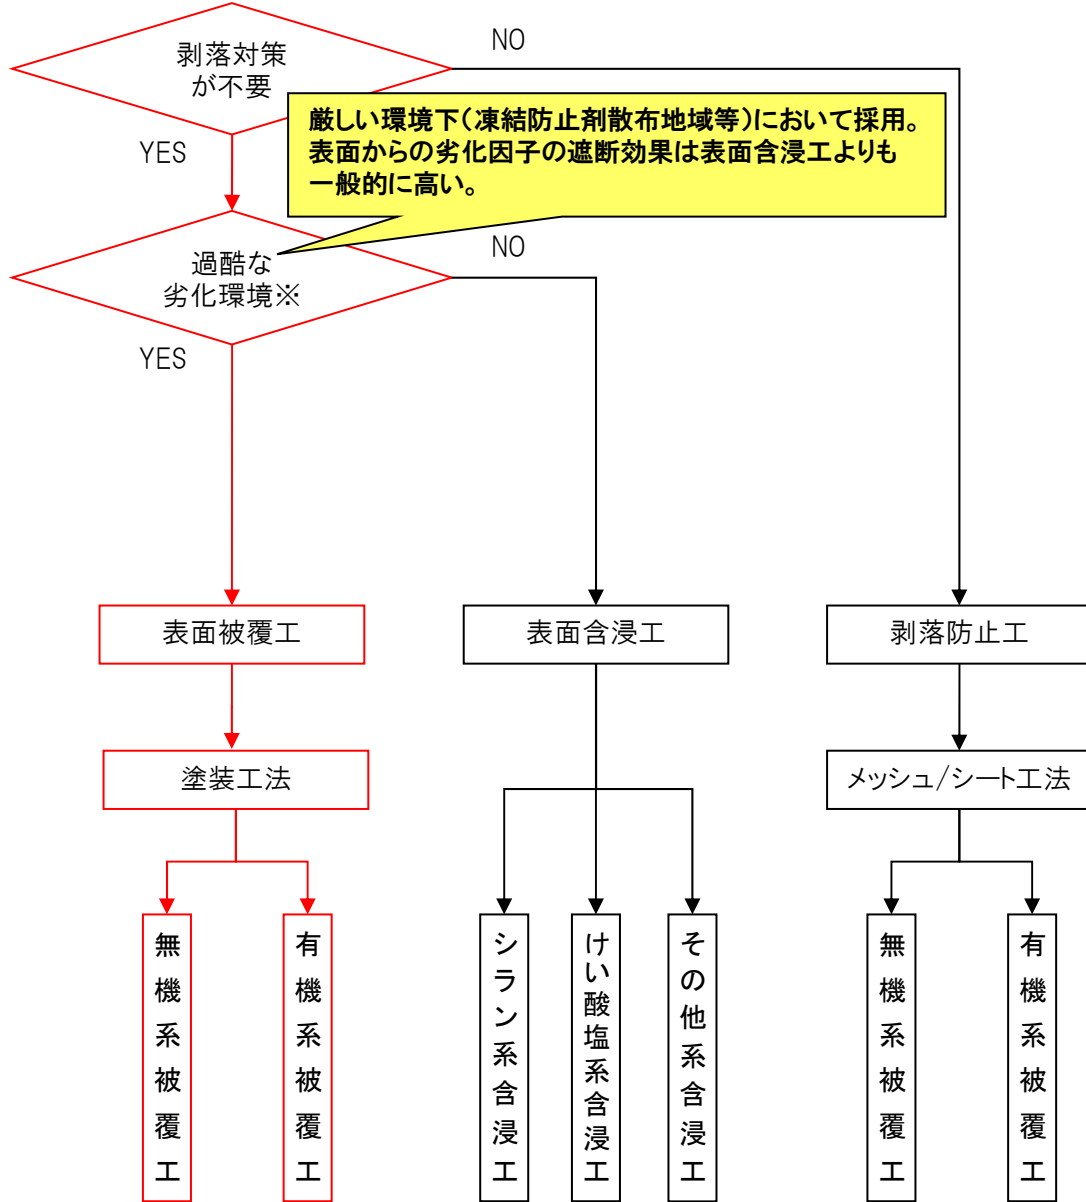 剥落対策
が不要
NO
YES
厳しい環境下(凍結防止剤散布地域等)において採用。
表面からの劣化因子の遮断効果は表面含浸工よりも
一般的に高い。
過酷な
劣化環境※
NO
YES
表面被覆工
表面含浸工
剥落防止工
塗装工法
メッシュ/シート工法
無機系被覆工
有機系被覆工
シラン系含浸工
けい酸塩系含浸工
その他系含浸工
無機系被覆工
有機系被覆工